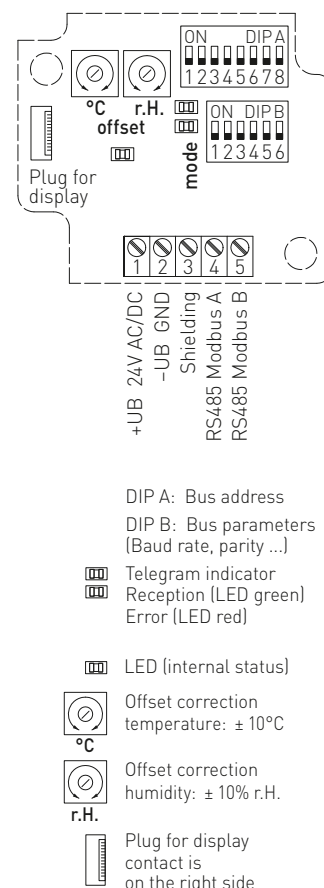 ON DIP A
1 2 3 4 5 6 7 8
°C r.H.
offset
ON DIP B
1 2 3 4 5 6
mode
Plug for
display
1 2 3 4 5
+UB 24V AC/DC
–UB GND
Shielding
RS485 Modbus A
RS485 Modbus B
DIP A: Bus address
DIP B: Bus parameters
(Baud rate, parity ...)
Telegram indicator
Reception (LED green)
Error (LED red)
LED (internal status)
Offset correction
temperature: ± 10°C
°C
Offset correction
humidity: ± 10% r.H.
r.H.
Plug for display
contact is
on the right side